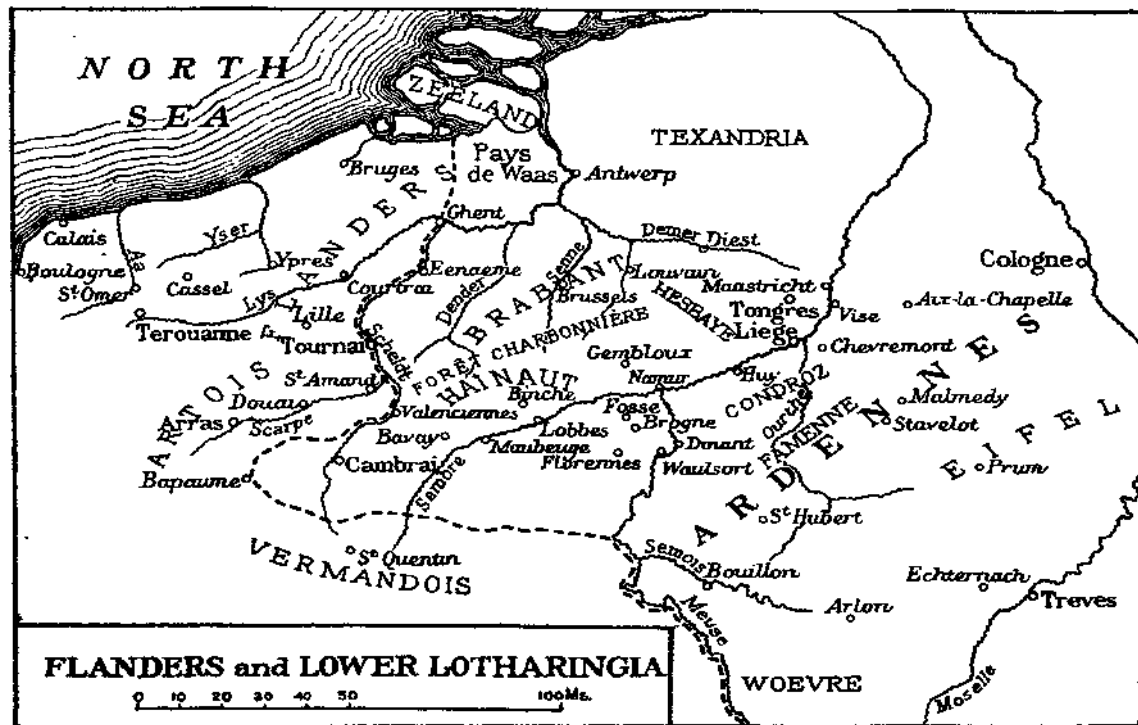 NORTH
SEA
ZEELAND
TEXANDRIA
Bruges
Pays
de Waas
Antwerp
FLANDERS
Ghent
Calais
Yser
Aa
Demer
Diest
Boulogne
Ypres
Eename
Senne
Louvain
Cologne
St Omer
Cassel
Courtrai
Dender
BRABANT
Brussels
Maastricht
Aix-la-Chapelle
Lys
HESBAYE
Tongres
Vise
Terouanne
Lille
Liege
Tournai
Scheldt
FORÊT CHARBONNIÈRE
Chevremont
Gembloux
ARTOIS
St Amand
HAINAUT
Namur
Huy
CONDROZ
Douai
Binche
Malmedy
Arras
Scarpe
Valenciennes
Fosse
Ourthe
Lobbes
Brogne
FAMENNE
Stavelot
Bavay
Maubeuge
Dinant
ARDENNES
EIFEL
Cambrai
Florennes
Waulsort
Prum
Bapaume
Sambre
St Hubert
VERMANDOIS
St Quentin
Semois
Bouillon
Echternach
Arlon
Treves
Meuse
FLANDERS and LOWER LOTHARINGIA
WOEVRE
Moselle
0 10 20 30 40 50 100 Ms.